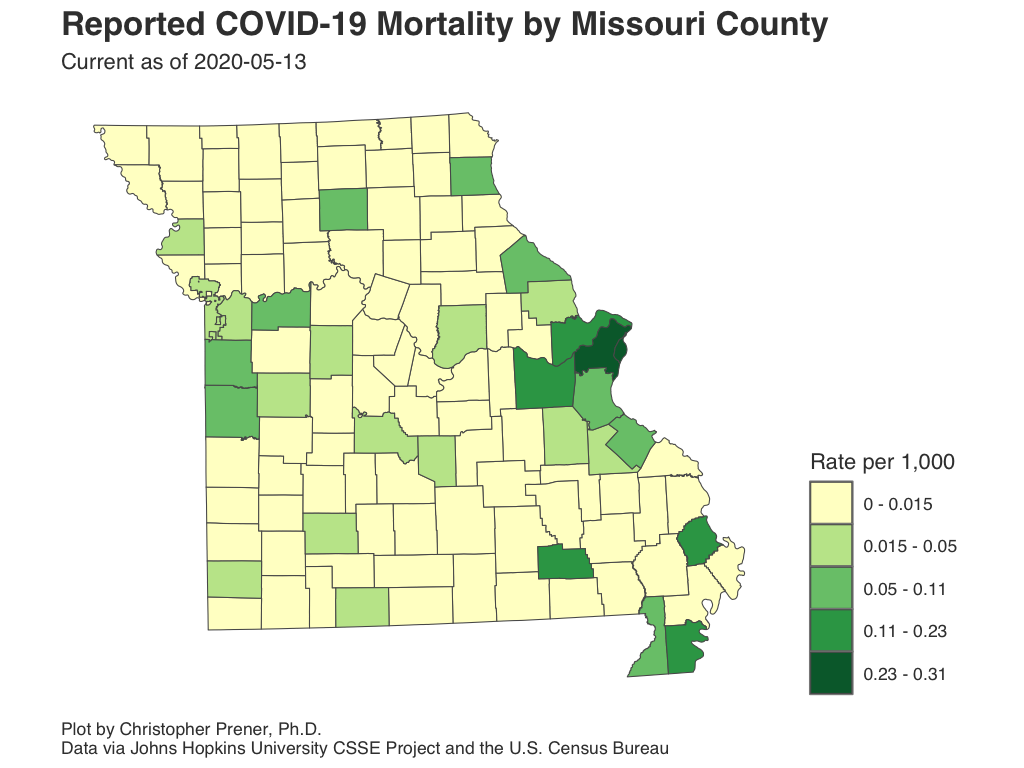 Reported COVID-19 Mortality by Missouri County
Current as of 2020-05-13
Rate per 1,000
0 - 0.015
0.015 - 0.05
0.05 - 0.11
0.11 - 0.23
0.23 - 0.31
Plot by Christopher Prener, Ph.D.
Data via Johns Hopkins University CSSE Project and the U.S. Census Bureau